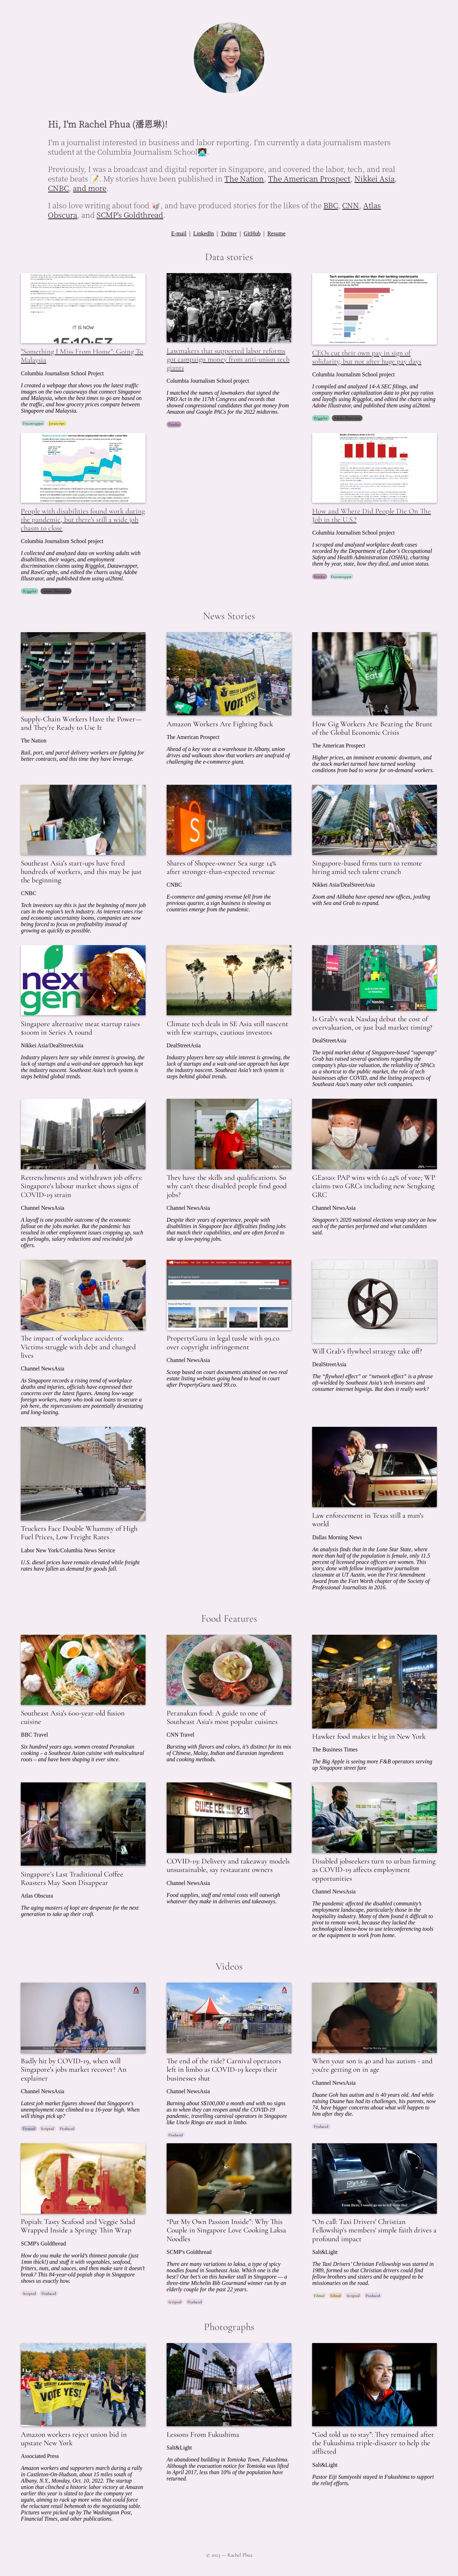 Hi, I'm Rachel Phua (潘恩琳)!
I'm a journalist interested in business and labor reporting. I'm currently a data journalism masters
student at the Columbia Journalism School
Previously, I was a broadcast and digital reporter in Singapore, and covered the labor, tech, and real
estate beats 📝. My stories have been published in The Nation, The American Prospect, Nikkei Asia,
CNBC, and more.
I also love writing about food 🥡, and have produced stories for the likes of the BBC, CNN, Atlas
Obscura, and SCMP's Goldthread.
E-mail | LinkedIn | Twitter | GitHub | Resume
Data stories
IT IS NOW
"Something I Miss From Home": Going To
Malaysia
Columbia Journalism School Project
I created a webpage that shows you the latest traffic
images on the two causeways that connect Singapore
and Malaysia, when the best times to go are based on
the traffic, and how grocery prices compare between
Singapore and Malaysia.
Datawrapper Javascript
Lawmakers that supported labor reforms
got campaign money from anti-union tech
giants
Columbia Journalism School project
I matched the names of lawmakers that signed the
PRO Act in the 117th Congress and records that
showed congressional candidates receiving money from
Amazon and Google PACs for the 2022 midterms.
Pandas
Tech companies did worse than their banking counterparts
CEOs cut their own pay in sign of
solidarity, but not after huge pay days
Columbia Journalism School project
I compiled and analyzed 14-A SEC filings, and
company market capitalization data to plot pay ratios
and layoffs using R/ggplot, and edited the charts using
Adobe Illustrator, and published them using ai2html.
R/ggplot Adobe Illustrator
People with disabilities found work during
the pandemic, but there's still a wide job
chasm to close
Columbia Journalism School project
I collected and analyzed data on working adults with
disabilities, their wages, and employment
discrimination claims using R/ggplot, Datawrapper,
and RawGraphs, and edited the charts using Adobe
Illustrator, and published them using ai2html.
R/ggplot Adobe Illustrator
How and Where Did People Die On The
Job in the U.S.?
Columbia Journalism School project
I scraped and analyzed workplace death cases
recorded by the Department of Labor's Occupational
Safety and Health Administration (OSHA), charting
them by year, state, how they died, and union status.
Pandas Datawrapper
News Stories
Supply-Chain Workers Have the Power—
and They're Ready to Use It
The Nation
Rail, port, and parcel delivery workers are fighting for
better contracts, and this time they have leverage.
VOTE YES!
Amazon Workers Are Fighting Back
The American Prospect
Ahead of a key vote at a warehouse in Albany, union
drives and walkouts show that workers are unafraid of
challenging the e-commerce giant.
Uber
Eats
How Gig Workers Are Bearing the Brunt
of the Global Economic Crisis
The American Prospect
Higher prices, an imminent economic downturn, and
the stock market turmoil have turned working
conditions from bad to worse for on-demand workers.
Southeast Asia's start-ups have fired
hundreds of workers, and this may be just
the beginning
CNBC
Tech investors say this is just the beginning of more job
cuts in the region's tech industry. As interest rates rise
and economic uncertainty looms, companies are now
being forced to focus on profitability instead of
growing as quickly as possible.
Shares of Shopee-owner Sea surge 14%
after stronger-than-expected revenue
CNBC
E-commerce and gaming revenue fell from the
previous quarter, a sign business is slowing as
countries emerge from the pandemic.
Singapore-based firms turn to remote
hiring amid tech talent crunch
Nikkei Asia/DealStreetAsia
Zoom and Alibaba have opened new offices, jostling
with Sea and Grab to expand.
next
gen
Singapore alternative meat startup raises
$100m in Series A round
Nikkei Asia/DealStreetAsia
Industry players here say while interest is growing, the
lack of startups and a wait-and-see approach has kept
the industry nascent. Southeast Asia's tech system is
steps behind global trends.
Climate tech deals in SE Asia still nascent
with few startups, cautious investors
DealStreetAsia
Industry players here say while interest is growing, the
lack of startups and a wait-and-see approach has kept
the industry nascent. Southeast Asia's tech system is
steps behind global trends.
Is Grab's weak Nasdaq debut the cost of
overvaluation, or just bad market timing?
DealStreetAsia
The tepid market debut of Singapore-based "superapp"
Grab has raised several questions regarding the
company's plus-size valuation, the reliability of SPACs
as a shortcut to the public market, the role of tech
businesses after COVID, and the listing prospects of
Southeast Asia's many other tech companies.
Retrenchments and withdrawn job offers:
Singapore's labour market shows signs of
COVID-19 strain
Channel NewsAsia
A layoff is one possible outcome of the economic
fallout on the job market. But the pandemic has
resulted in other employment issues cropping up, such
as furloughs, salary reductions and rescinded job
offers.
They have the skills and qualifications. So
why can't these disabled people find good
jobs?
Channel NewsAsia
Despite their years of experience, people with
disabilities in Singapore face difficulties finding jobs
that match their capabilities, and are often forced to
take up low-paying jobs.
GE2020: PAP wins with 61.24% of vote; WP
claims two GRCs including new Sengkang
GRC
Channel NewsAsia
Singapore's 2020 national elections wrap story on how
each of the parties performed and what candidates
said.
The impact of workplace accidents:
Victims struggle with debt and changed
lives
Channel NewsAsia
As Singapore records a rising trend of workplace
deaths and injuries, officials have expressed their
concerns over the latest figures. Among low-wage
foreign workers, many who took out loans to secure a
job here, the repercussions are potentially devastating
and long-lasting.
PropertyGuru in legal tussle with 99.co
over copyright infringement
Channel NewsAsia
Scoop based on court documents attained on two real
estate listing websites going head to head in court
after PropertyGuru sued 99.co.
Will Grab's flywheel strategy take off?
DealStreetAsia
The "flywheel effect" or "network effect" is a phrase
oft-wielded by Southeast Asia's tech investors and
consumer internet bigwigs. But does it really work?
Truckers Face Double Whammy of High
Fuel Prices, Low Freight Rates
Labor New York/Columbia News Service
U.S. diesel prices have remain elevated while freight
rates have fallen as demand for goods fall.
SHERIFF
Law enforcement in Texas still a man's
world
Dallas Morning News
An analysis finds that in the Lone Star State, where
more than half of the population is female, only 11.5
percent of licensed peace officers are women. This
story, done with fellow investigative journalism
classmate at UT Austin, won the First Amendment
Award from the Fort Worth chapter of the Society of
Professional Journalists in 2016.
Food Features
Southeast Asia's 600-year-old fusion
cuisine
BBC Travel
Six hundred years ago, women created Peranakan
cooking – a Southeast Asian cuisine with multicultural
roots – and have been shaping it ever since.
Peranakan food: A guide to one of
Southeast Asia's most popular cuisines
CNN Travel
Bursting with flavors and colors, it's distinct for its mix
of Chinese, Malay, Indian and Eurasian ingredients
and cooking methods.
Hawker food makes it big in New York
The Business Times
The Big Apple is seeing more F&B operators serving
up Singapore street fare
Singapore's Last Traditional Coffee
Roasters May Soon Disappear
Atlas Obscura
The aging masters of kopi are desperate for the next
generation to take up their craft.
COVID-19: Delivery and takeaway models
unsustainable, say restaurant owners
Channel NewsAsia
Food supplies, staff and rental costs will outweigh
whatever they make in deliveries and takeaways.
Disabled jobseekers turn to urban farming
as COVID-19 affects employment
opportunities
Channel NewsAsia
The pandemic affected the disabled community's
employment landscape, particularly those in the
hospitality industry. Many of them found it difficult to
pivot to remote work, because they lacked the
technological know-how to use teleconferencing tools
or the equipment to work from home.
Videos
Badly hit by COVID-19, when will
Singapore's jobs market recover? An
explainer
Channel NewsAsia
Latest job market figures showed that Singapore's
unemployment rate climbed to a 16-year high. When
will things pick up?
Scripted Produced
The end of the ride? Carnival operators
left in limbo as COVID-19 keeps their
businesses shut
Channel NewsAsia
Burning about S$100,000 a month and with no signs
as to when they can reopen amid the COVID-19
pandemic, travelling carnival operators in Singapore
like Uncle Ringo are stuck in limbo.
Produced
When your son is 40 and has autism - and
you're getting on in age
Channel NewsAsia
Duane Goh has autism and is 40 years old. And while
raising Duane has had its challenges, his parents, now
74, have bigger concerns about what will happen to
him after they die.
Produced
Popiah: Tasty Seafood and Veggie Salad
Wrapped Inside a Springy Thin Wrap
SCMP's Goldthread
How do you make the world's thinnest pancake (just
1mm thick!) and stuff it with vegetables, seafood,
fritters, nuts, and sauces, and then make sure it doesn't
break? This 84-year-old popiah shop in Singapore
shows us exactly how.
Scripted Produced
"Put My Own Passion Inside": Why This
Couple in Singapore Love Cooking Laksa
Noodles
SCMP's Goldthread
There are many variations to laksa, a type of spicy
noodles found in Southeast Asia. Which one is the
best? Our bet's on this hawker stall in Singapore — a
three-time Michelin Bib Gourmand winner run by an
elderly couple for the past 22 years.
Scripted Produced
"On call: Taxi Drivers' Christian
Fellowship's members' simple faith drives a
profound impact
Salt&Light
The Taxi Drivers' Christian Fellowship was started in
1989, formed so that Christian drivers could find
fellow brothers and sisters and be equipped to be
missionaries on the road.
Filmed Edited Scripted Produced
Photographs
VOTE YES!
Amazon workers reject union bid in
upstate New York
Associated Press
Amazon workers and supporters march during a rally
in Castleton-On-Hudson, about 15 miles south of
Albany, N.Y., Monday, Oct. 10, 2022. The startup
union that clinched a historic labor victory at Amazon
earlier this year is slated to face the company yet
again, aiming to rack up more wins that could force
the reluctant retail behemoth to the negotiating table.
Pictures were picked up by The Washington Post,
Financial Times, and other publications.
Lessons From Fukushima
Salt&Light
An abandoned building in Tomioka Town, Fukushima.
Although the evacuation notice for Tomioka was lifted
in April 2017, less than 10% of the population have
returned.
"God told us to stay": They remained after
the Fukushima triple-disaster to help the
afflicted
Salt&Light
Pastor Eiji Sumiyoshi stayed in Fukushima to support
the relief efforts.
© 2023 — Rachel Phua